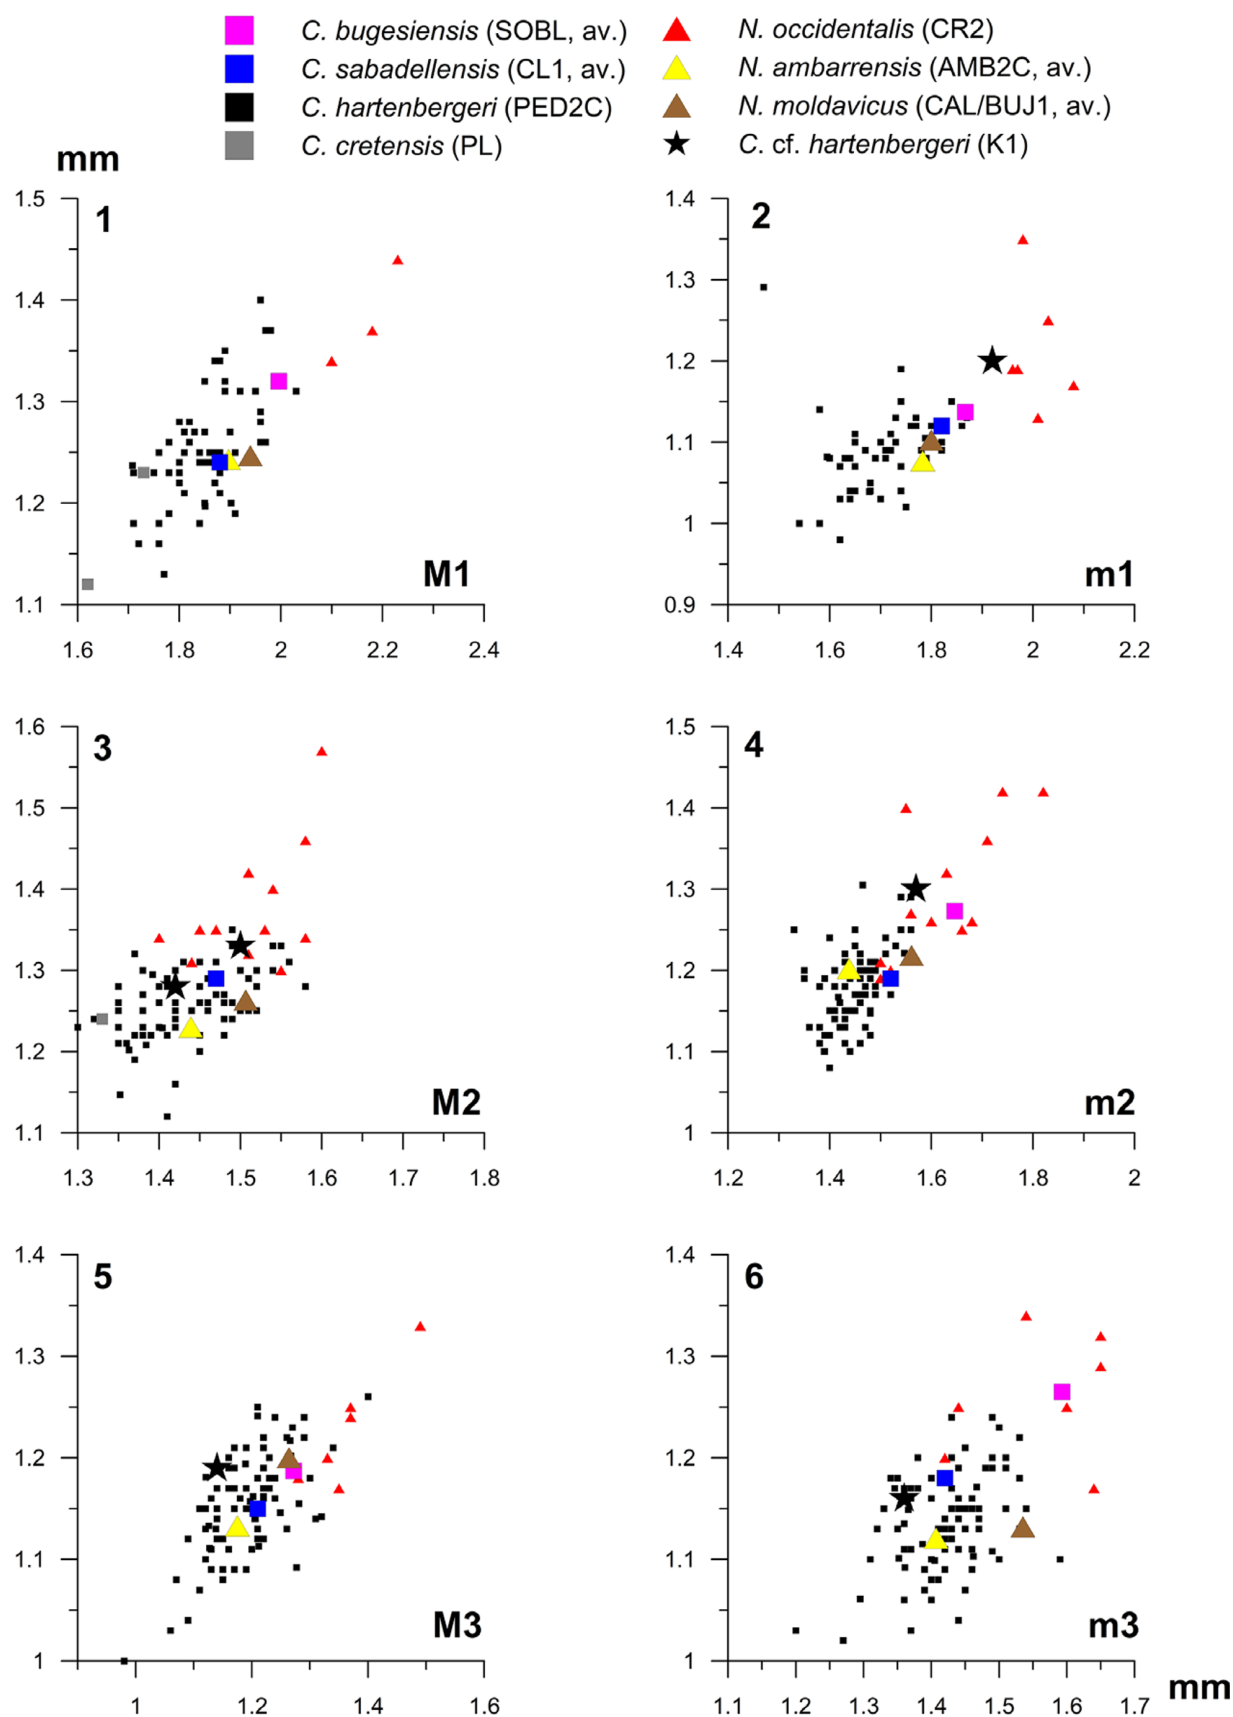 C. bugesiensis (SOBL, av.) N. occidentalis (CR2)
C. sabadellensis (CL1, av.) N. ambarrensis (AMB2C, av.)
C. hartenbergeri (PED2C) N. moldavicus (CAL/BUJ1, av.)
C. cretensis (PL) C. cf. hartenbergeri (K1)
mm
1.5 1 1.4 2
1.4 1.3
1.3 1.2
1.2 1.1
1
M1 m1
1.1 0.9
1.6 1.8 2 2.2 2.4 1.4 1.6 1.8 2 2.2
1.6 3 1.5 4
1.5 1.4
1.4 1.3
1.3 1.2
1.2 1.1
M2 m2
1.1 1
1.3 1.4 1.5 1.6 1.7 1.8 1.2 1.4 1.6 1.8 2
1.4 5 1.4 6
1.3 1.3
1.2 1.2
1.1 1.1
M3 m3
1 1
mm
1 1.2 1.4 1.6 1.1 1.2 1.3 1.4 1.5 1.6 1.7